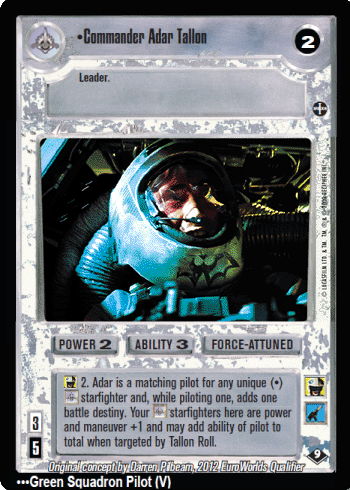 •Commander Adar Tallon
2
Leader.
POWER 2
ABILITY 3
FORCE-ATTUNED
2. Adar is a matching pilot for any unique (•)
starfighter and, while piloting one, adds one
battle destiny. Your starfighters here are power
and maneuver +1 and may add ability of pilot to
total when targeted by Tallon Roll.
3
5
9
Original concept by Darren Pilbeam, 2012 EuroWorlds Qualifier
•••Green Squadron Pilot (V)